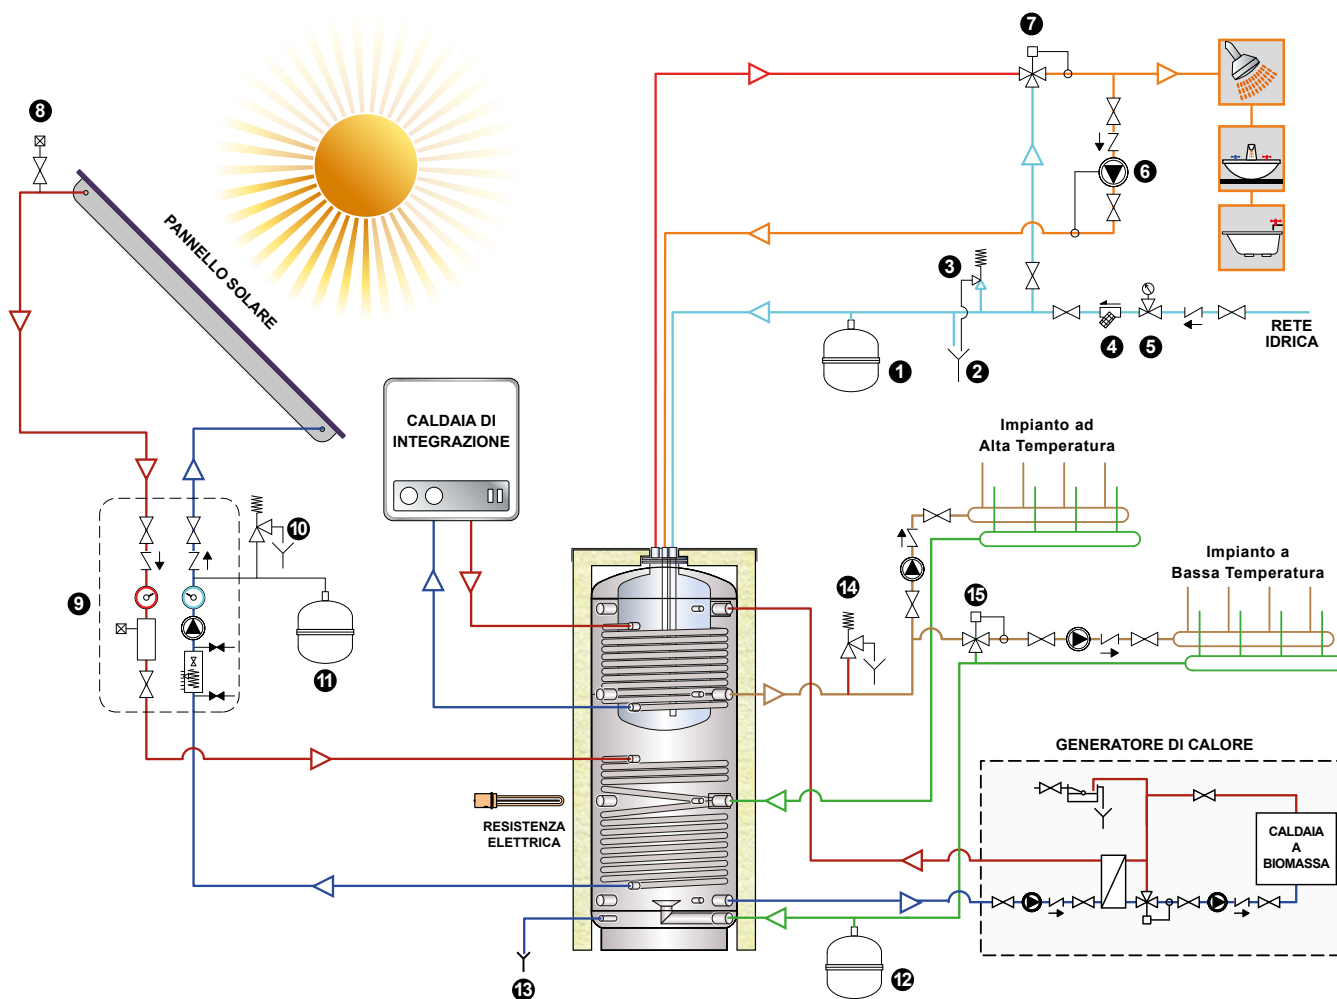 7
8
6
PANNELLO SOLARE
3
4
5
RETE
IDRICA
1
2
CALDAIA DI
INTEGRAZIONE
Impianto ad
Alta Temperatura
10
Impianto a
Bassa Temperatura
9
14
15
11
GENERATORE DI CALORE
RESISTENZA
ELETTRICA
CALDAIA
A
BIOMASSA
13
12